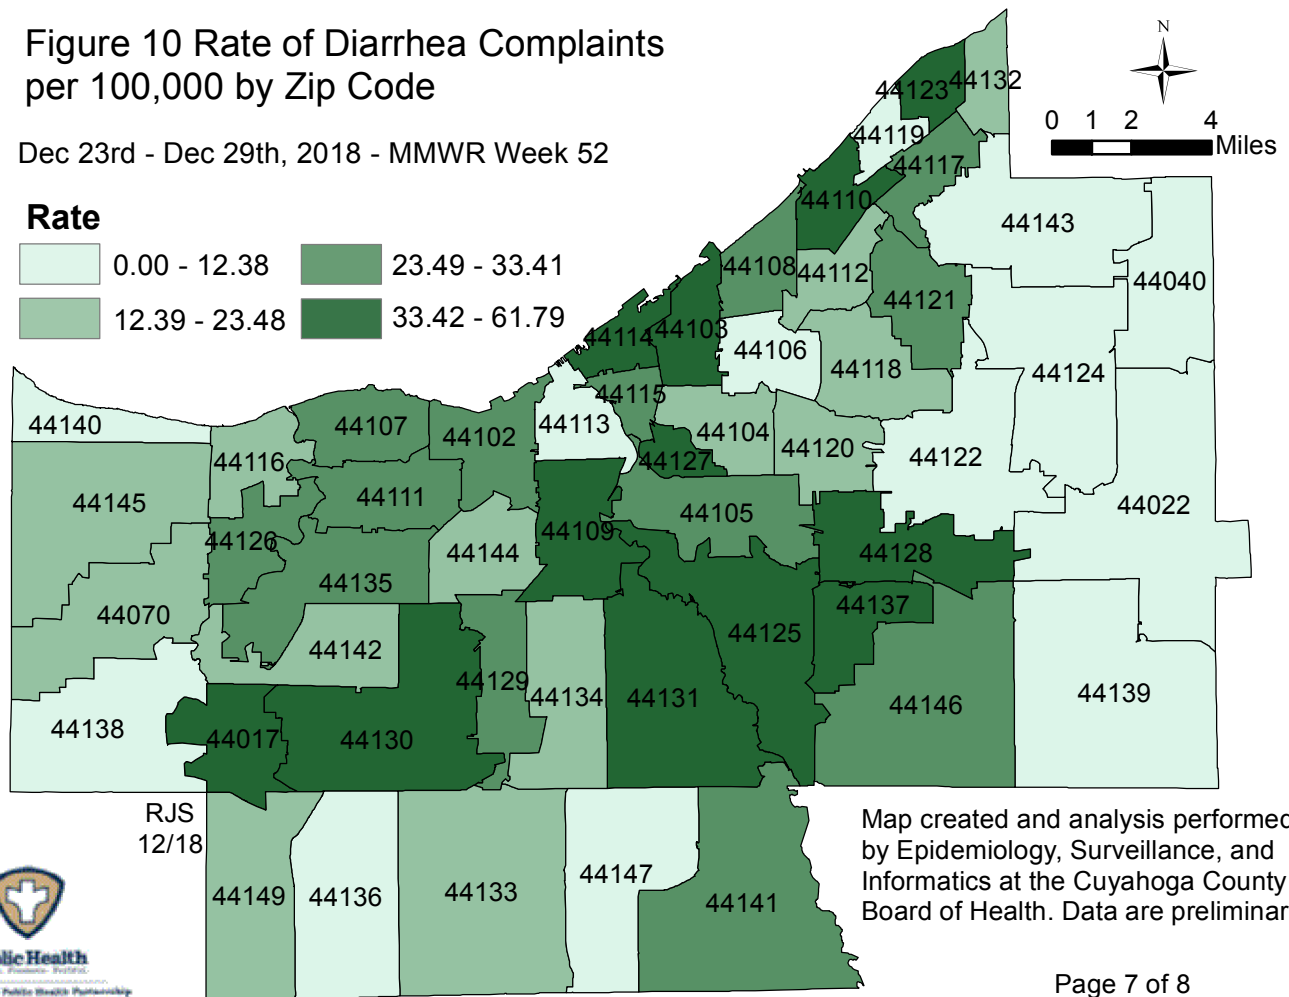 Figure 10 Rate of Diarrhea Complaints
per 100,000 by Zip Code
Dec 23rd - Dec 29th, 2018 - MMWR Week 52
Rate
0.00 - 12.38
23.49 - 33.41
12.39 - 23.48
33.42 - 61.79
N
0 1 2 4
Miles
44123
44132
44119
44117
44110
44143
44108
44112
44040
44121
44114
44103
44106
44118
44124
44115
44140
44107
44102
44113
44104
44120
44116
44127
44122
44111
44145
44022
44105
44109
44126
44144
44128
44135
44070
44137
44125
44142
44129
44134
44131
44146
44139
44138
44017
44130
RJS
12/18
44149
44136
44133
44147
44141
Map created and analysis performed
by Epidemiology, Surveillance, and
Informatics at the Cuyahoga County
Board of Health. Data are preliminar
lic Health
Public Health Partnership
Page 7 of 8